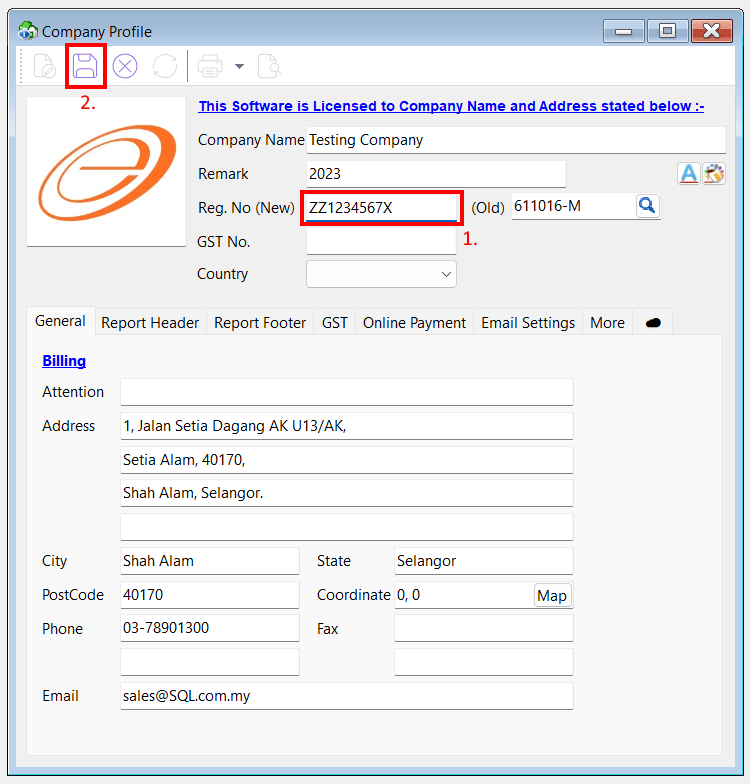 Company Profile
2.
This Software is Licensed to Company Name and Address stated below :-
Company Name Testing Company
Remark 2023
Reg. No (New) ZZ1234567X (Old) 611016-M
1.
GST No.
Country
General Report Header Report Footer GST Online Payment Email Settings More
Billing
Attention
Address 1, Jalan Setia Dagang AK U13/AK,
Setia Alam, 40170,
Shah Alam, Selangor.
City Shah Alam State Selangor
PostCode 40170 Coordinate 0, 0 Map
Phone 03-78901300 Fax
Email sales@SQL.com.my